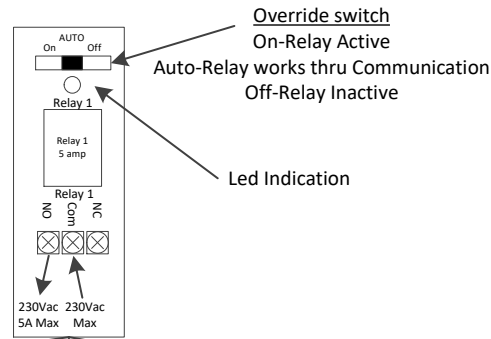 AUTO
On Off
Relay 1
Relay 1
5 amp
Relay 1
NO Com NC
230Vac 230Vac
5A Max Max
Override switch
On-Relay Active
Auto-Relay works thru Communication
Off-Relay Inactive
Led Indication